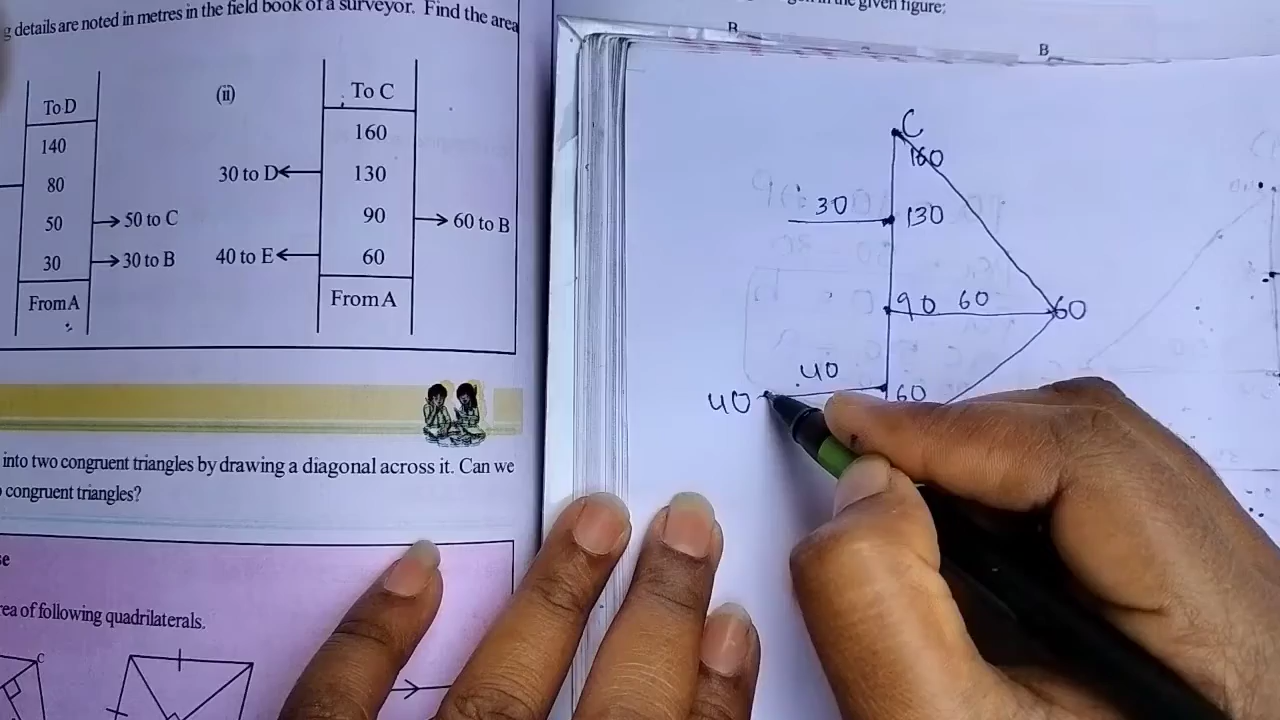 g details are noted in metres in the field book of a surveyor. Find the area
To D
140
80
50
30
From A
50 to C
30 to B
(ii)
To C
160
130
90
60
From A
30 to D
40 to E
60 to B
into two congruent triangles by drawing a diagonal across it. Can we
congruent triangles?
se
rea of following quadrilaterals.
C
in the given figure:
B
B
C
160
30
130
90
60
60
40
40
60